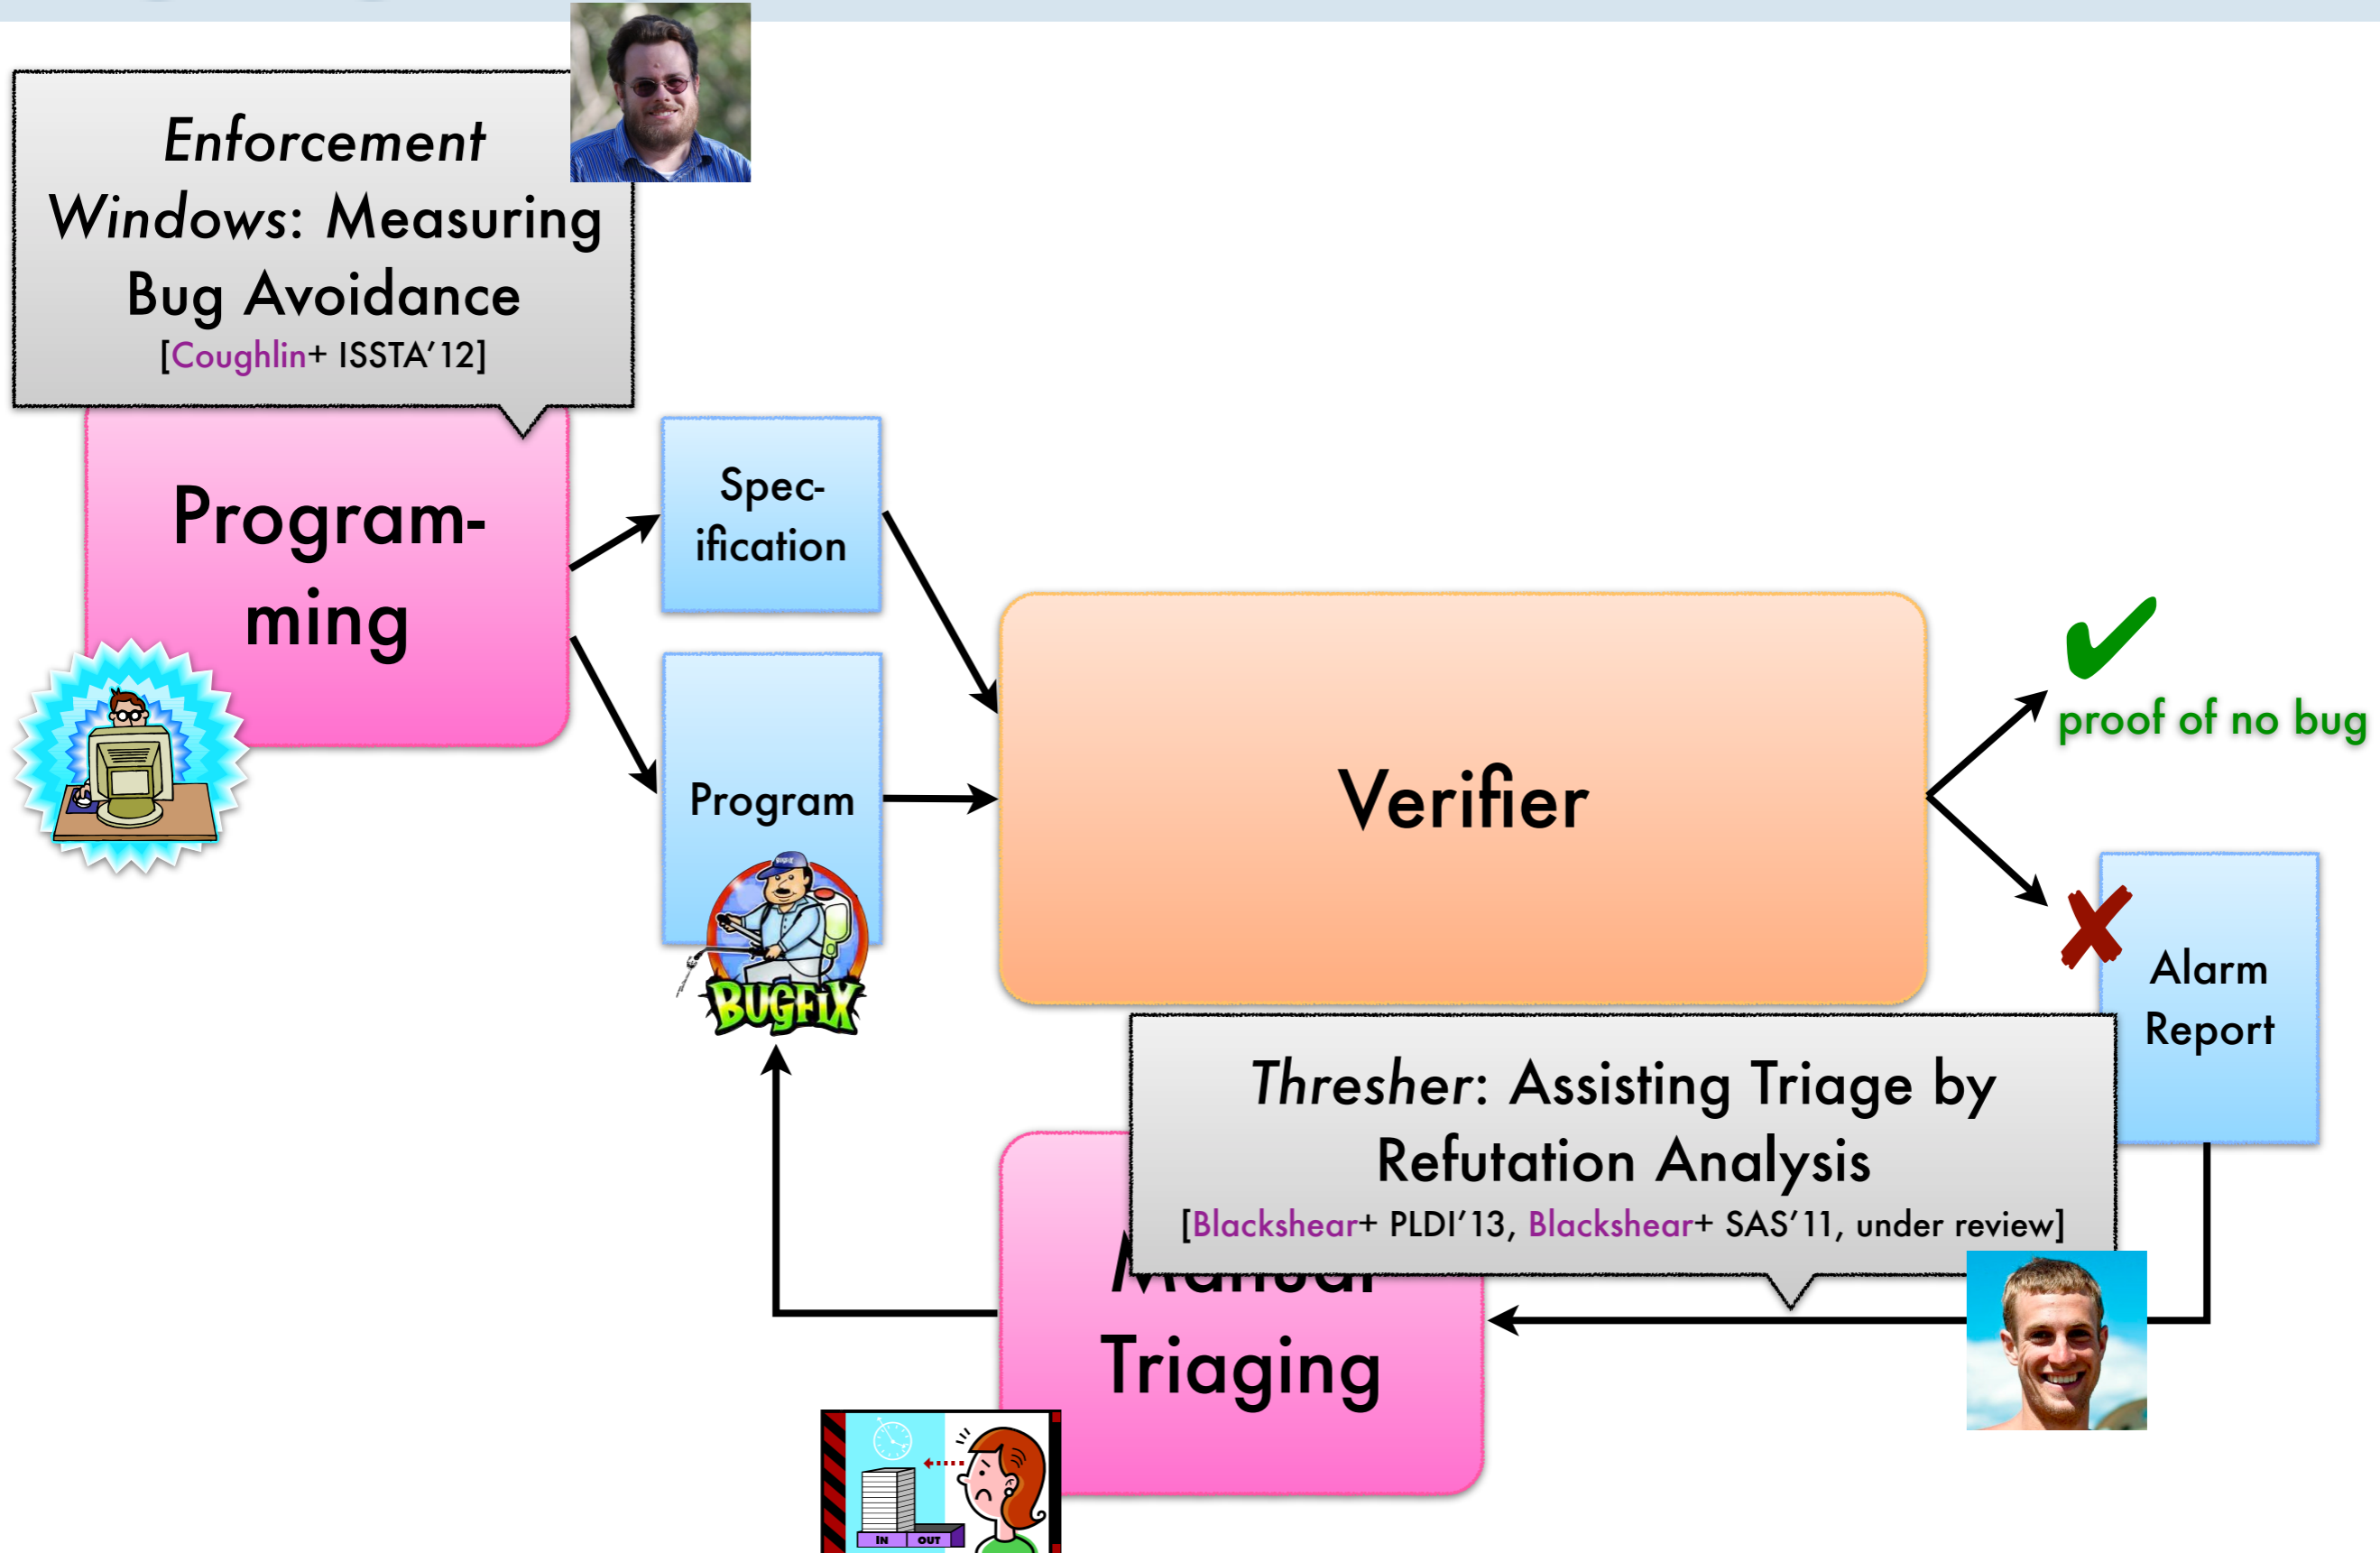 Enforcement
Windows: Measuring
Bug Avoidance
[Coughlin+ ISSTA’12]
Program-
ming
Spec-
ification
Program
BUGFIX
Verifier
proof of no bug
Alarm
Report
Thresher: Assisting Triage by
Refutation Analysis
[Blackshear+ PLDI’13, Blackshear+ SAS’11, under review]
Manual
Triaging
IN OUT